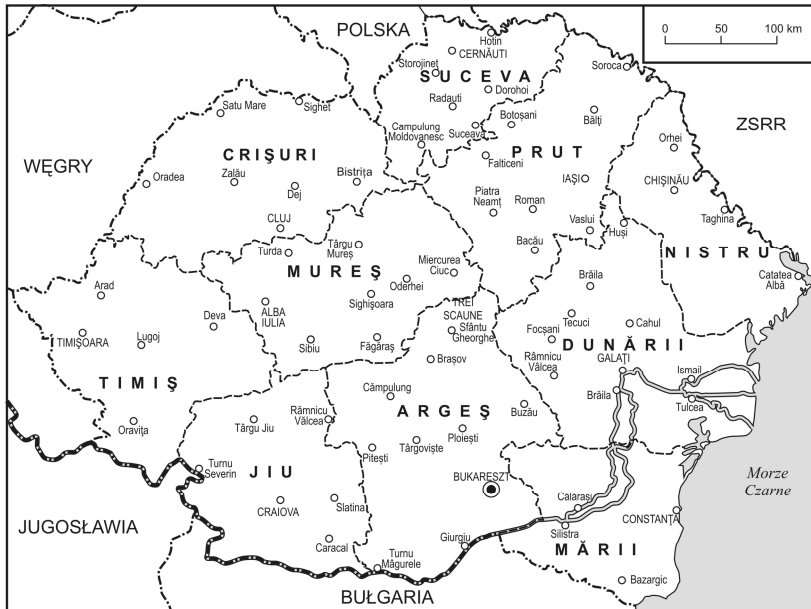 POLSKA
0 50 100 km
Hotin
CERNĂUTI
Storojinet
SUCEVA
Dorohoi
Radauti
Soroca
Satu Mare
Sighet
Campulung
Moldovanesc
Suceava
Botoşani
Bălţi
ZSRR
Orhei
WĘGRY
CRIŞURI
PRUT
Falticeni
Oradea
Zalău
Dej
Bistriţa
IAŞI
CHIŞINĂU
Piatra
Neamţ
Roman
Taghina
CLUJ
Vaslui
Huşi
Turda
Târgu
Mureş
Bacău
NISTRU
MUREŞ
Miercurea
Ciuc
Oderhei
Catatea
Albă
Arad
Brăila
ALBA
IULIA
Sighişoara
TREI
SCAUNE
Sfântu
Gheorghe
Tecuci
Cahul
Deva
TIMIŞOARA
Lugoj
Sibiu
Făgăraş
Focşani
DUNĂRII
Braşov
Râmnicu
Vâlcea
GALAŢI
Ismail
TIMIŞ
Câmpulung
Brăila
Tulcea
ARGEŞ
Buzău
Oraviţa
Târgu Jiu
Râmnicu
Vâlcea
Ploieşti
Târgovişte
Piteşti
Turnu
Severin
JIU
BUKARESZT
Morze
Czarne
CRAIOVA
Slatina
Călăraşi
CONSTANŢA
JUGOSŁAWIA
Silistra
Caracal
Giurgiu
MĂRII
Turnu
Măgurele
Bazargic
BUŁGARIA